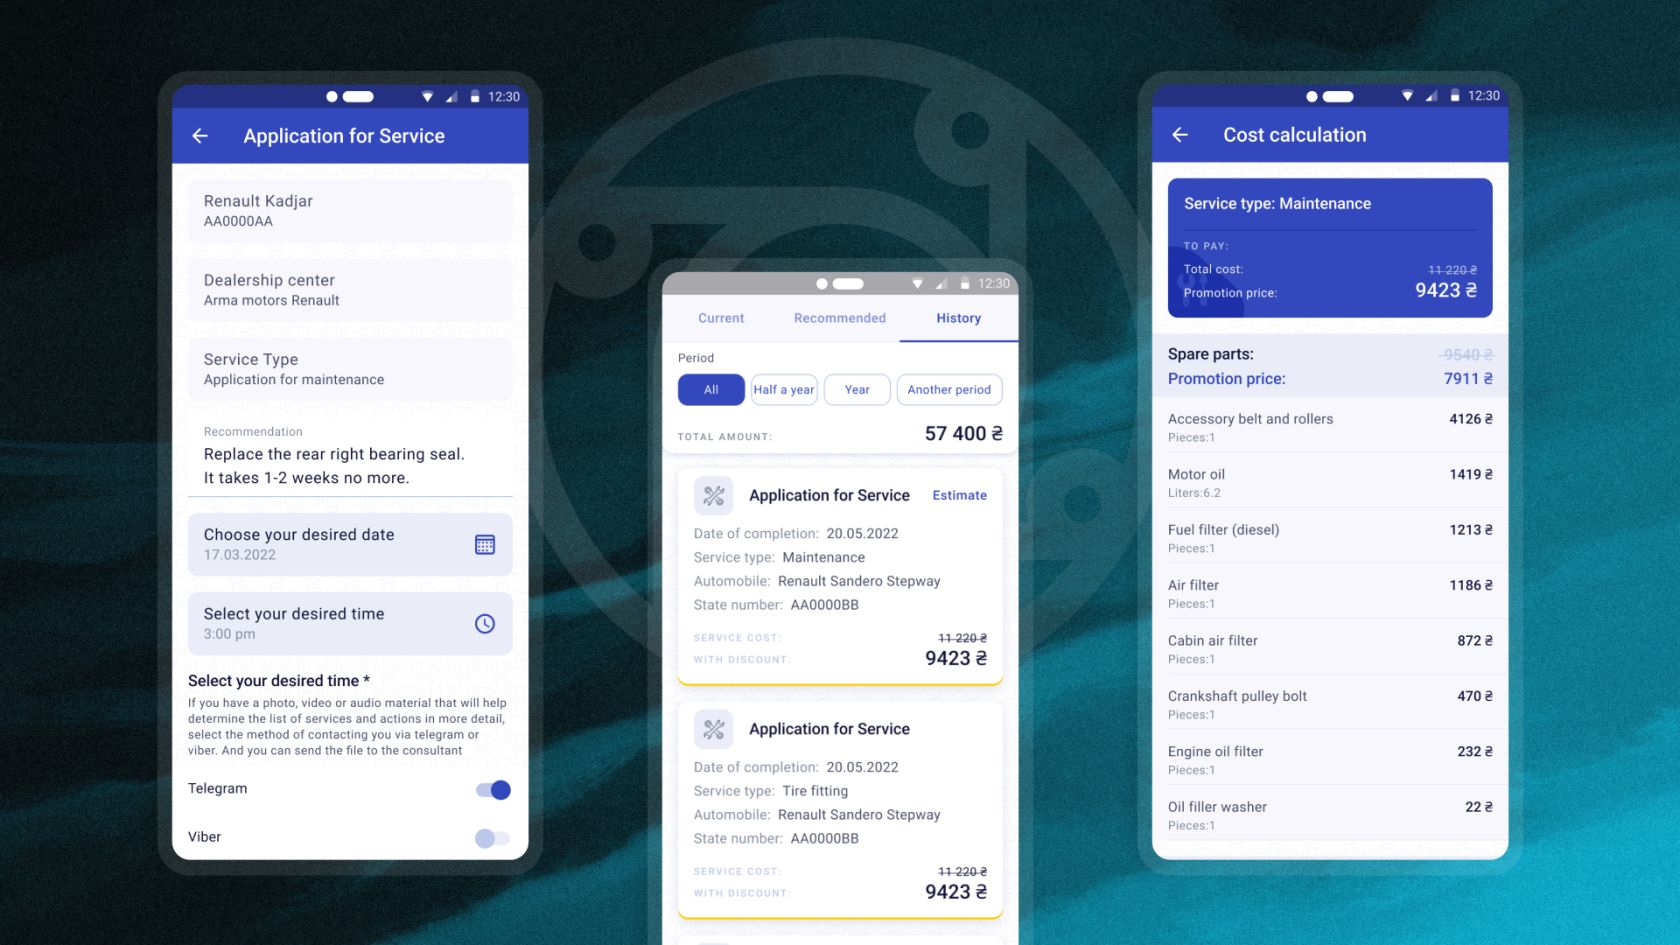 12:30
Application for Service
Renault Kadjar
AA0000AA
Dealership center
Arma motors Renault
Service Type
Application for maintenance
Recommendation
Replace the rear right bearing seal.
It takes 1-2 weeks no more.
Choose your desired date
17.03.2022
Select your desired time
3:00 pm
Select your desired time *
If you have a photo, video or audio material that will help
determine the list of services and actions in more detail,
select the method of contacting you via telegram or
viber. And you can send the file to the consultant
Telegram
Viber
12:30
Current Recommended History
Period
All Half a year Year Another period
TOTAL AMOUNT: 57 400 ₴
Application for Service Estimate
Date of completion: 20.05.2022
Service type: Maintenance
Automobile: Renault Sandero Stepway
State number: AA0000BB
SERVICE COST: 11 220 ₴
WITH DISCOUNT: 9423 ₴
Application for Service
Date of completion: 20.05.2022
Service type: Tire fitting
Automobile: Renault Sandero Stepway
State number: AA0000BB
SERVICE COST: 11 220 ₴
WITH DISCOUNT: 9423 ₴
12:30
Cost calculation
Service type: Maintenance
TO PAY:
Total cost: 11 220 ₴
Promotion price: 9423 ₴
Spare parts: 9540 ₴
Promotion price: 7911 ₴
Accessory belt and rollers 4126 ₴
Pieces:1
Motor oil 1419 ₴
Liters:6.2
Fuel filter (diesel) 1213 ₴
Pieces:1
Air filter 1186 ₴
Pieces:1
Cabin air filter 872 ₴
Pieces:1
Crankshaft pulley bolt 470 ₴
Pieces:1
Engine oil filter 232 ₴
Pieces:1
Oil filler washer 22 ₴
Pieces:1